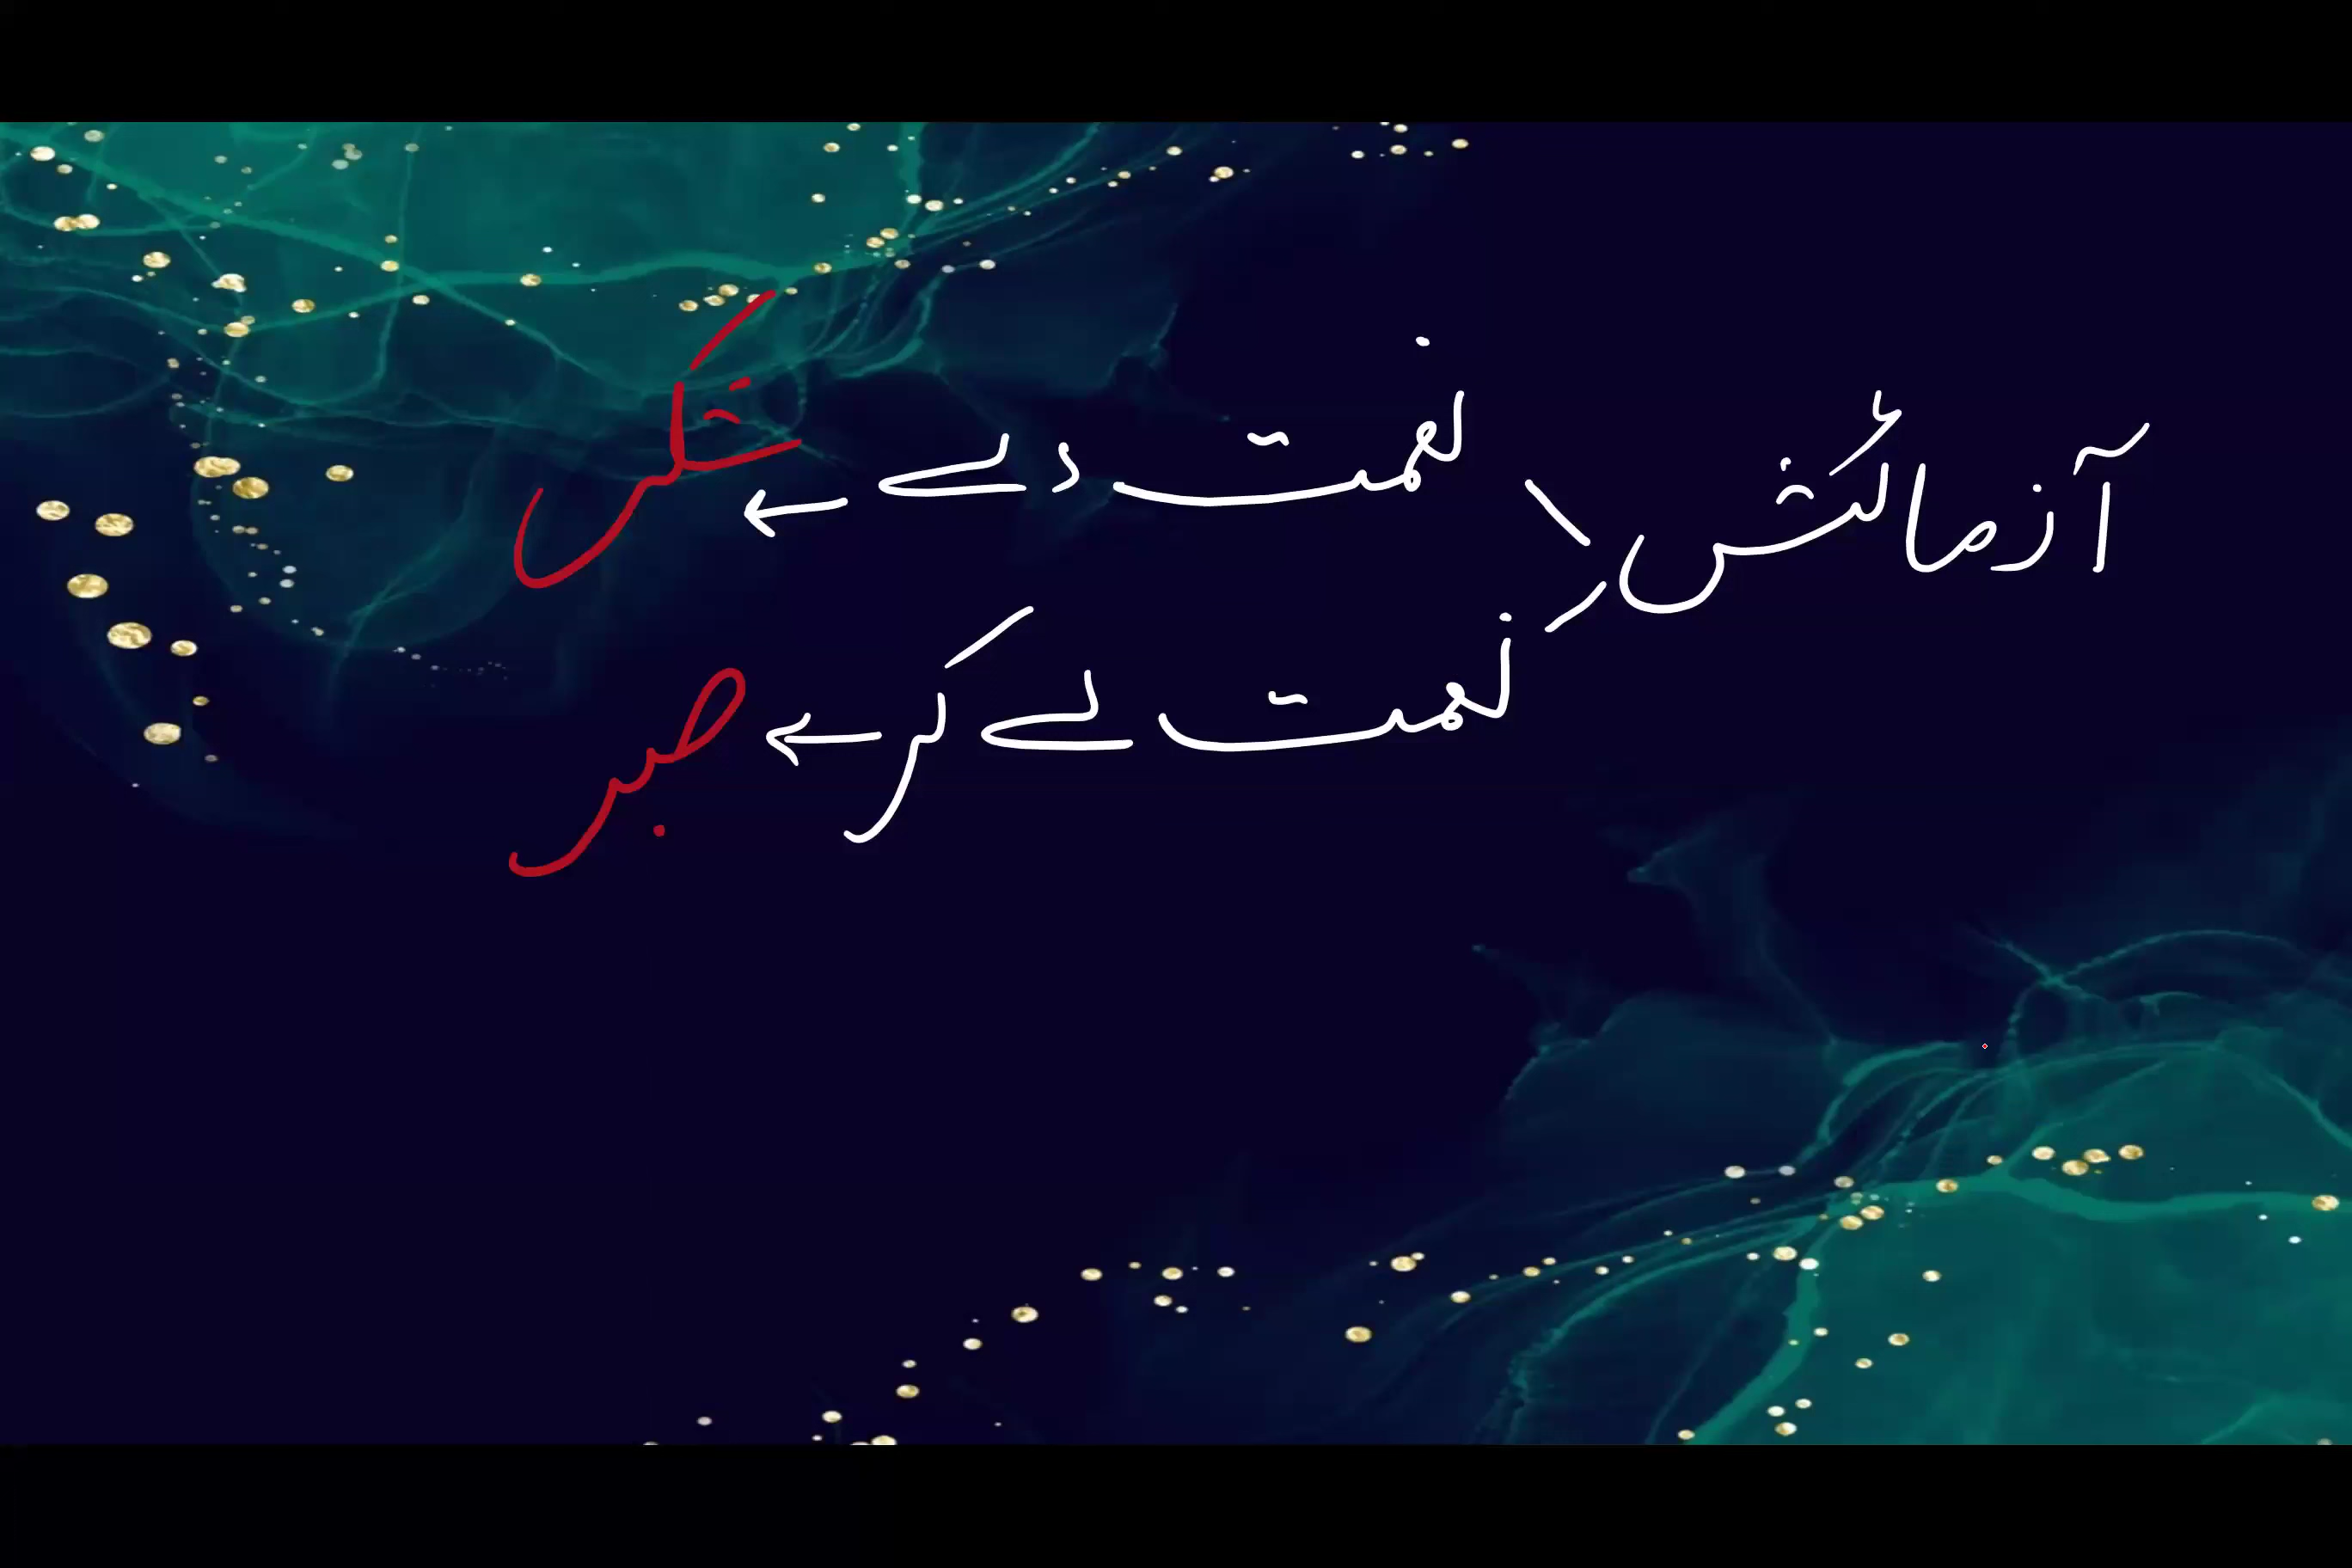 آزمائش
نعمت دے ← شکر
نعمت لے کر ← صبر